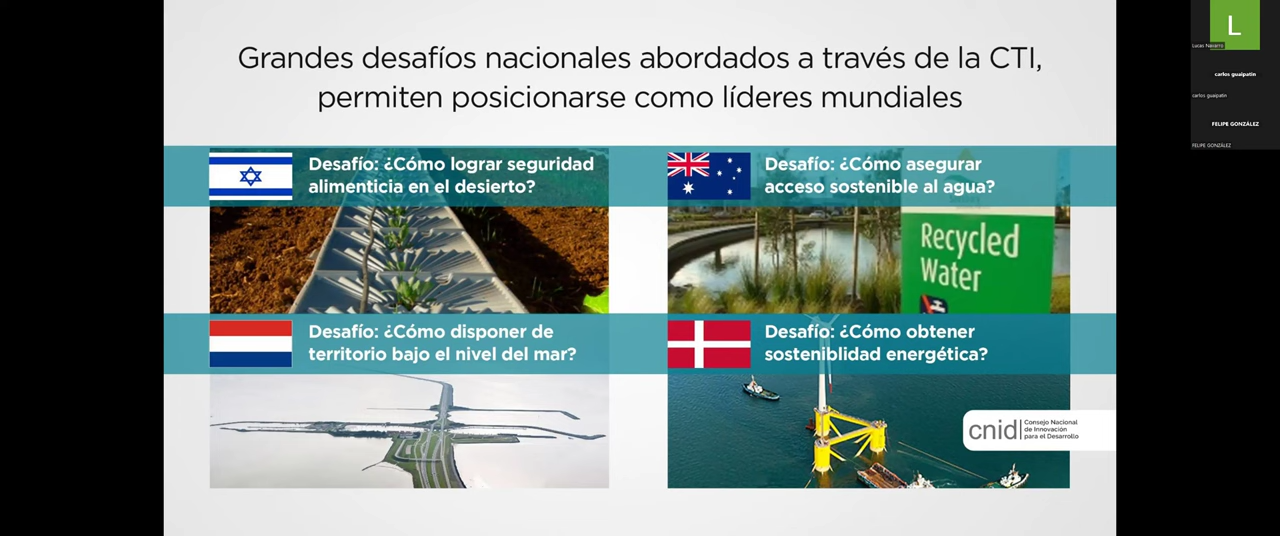 Grandes desafíos nacionales abordados a través de la CTI,
permiten posicionarse como líderes mundiales
Desafío: ¿Cómo lograr seguridad
alimenticia en el desierto?
Desafío: ¿Cómo asegurar
acceso sostenible al agua?
Recycled
Water
Desafío: ¿Cómo disponer de
territorio bajo el nivel del mar?
Desafío: ¿Cómo obtener
sosteniblidad energética?
cnid
Consejo Nacional
de Innovación
para el Desarrollo
L
Lucas Navarro
carlos guaipatin
carlos guaipatin
FELIPE GONZÁLEZ
FELIPE GONZÁLEZ